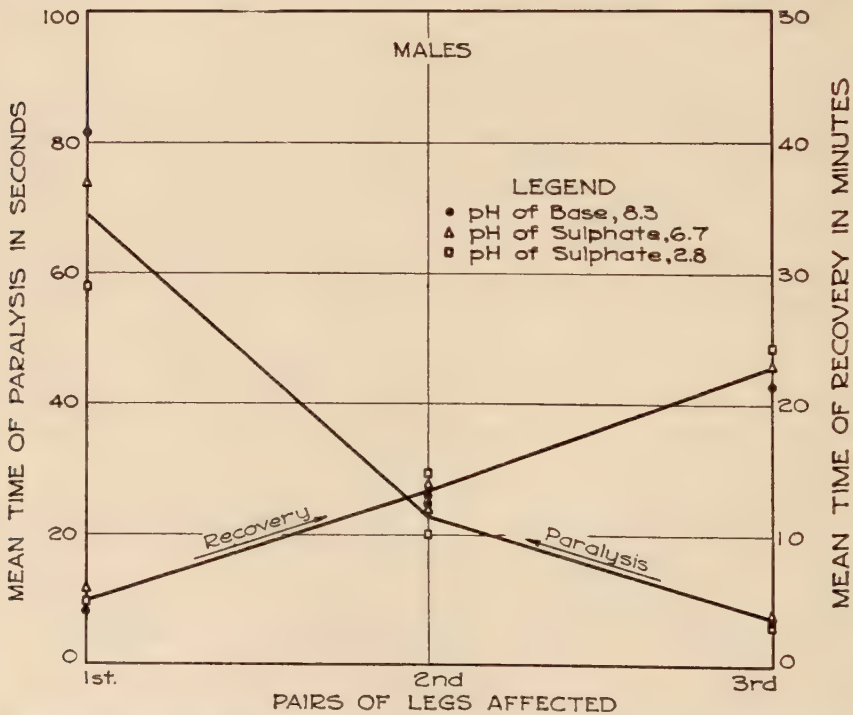 MALES
LEGEND
• pH of Base, 8.3
△ pH of Sulphate, 6.7
□ pH of Sulphate, 2.8
MEAN TIME OF PARALYSIS IN SECONDS
100
80
60
40
20
0
MEAN TIME OF RECOVERY IN MINUTES
50
40
30
20
10
0
Recovery
Paralysis
1st. 2nd 3rd
PAIRS OF LEGS AFFECTED